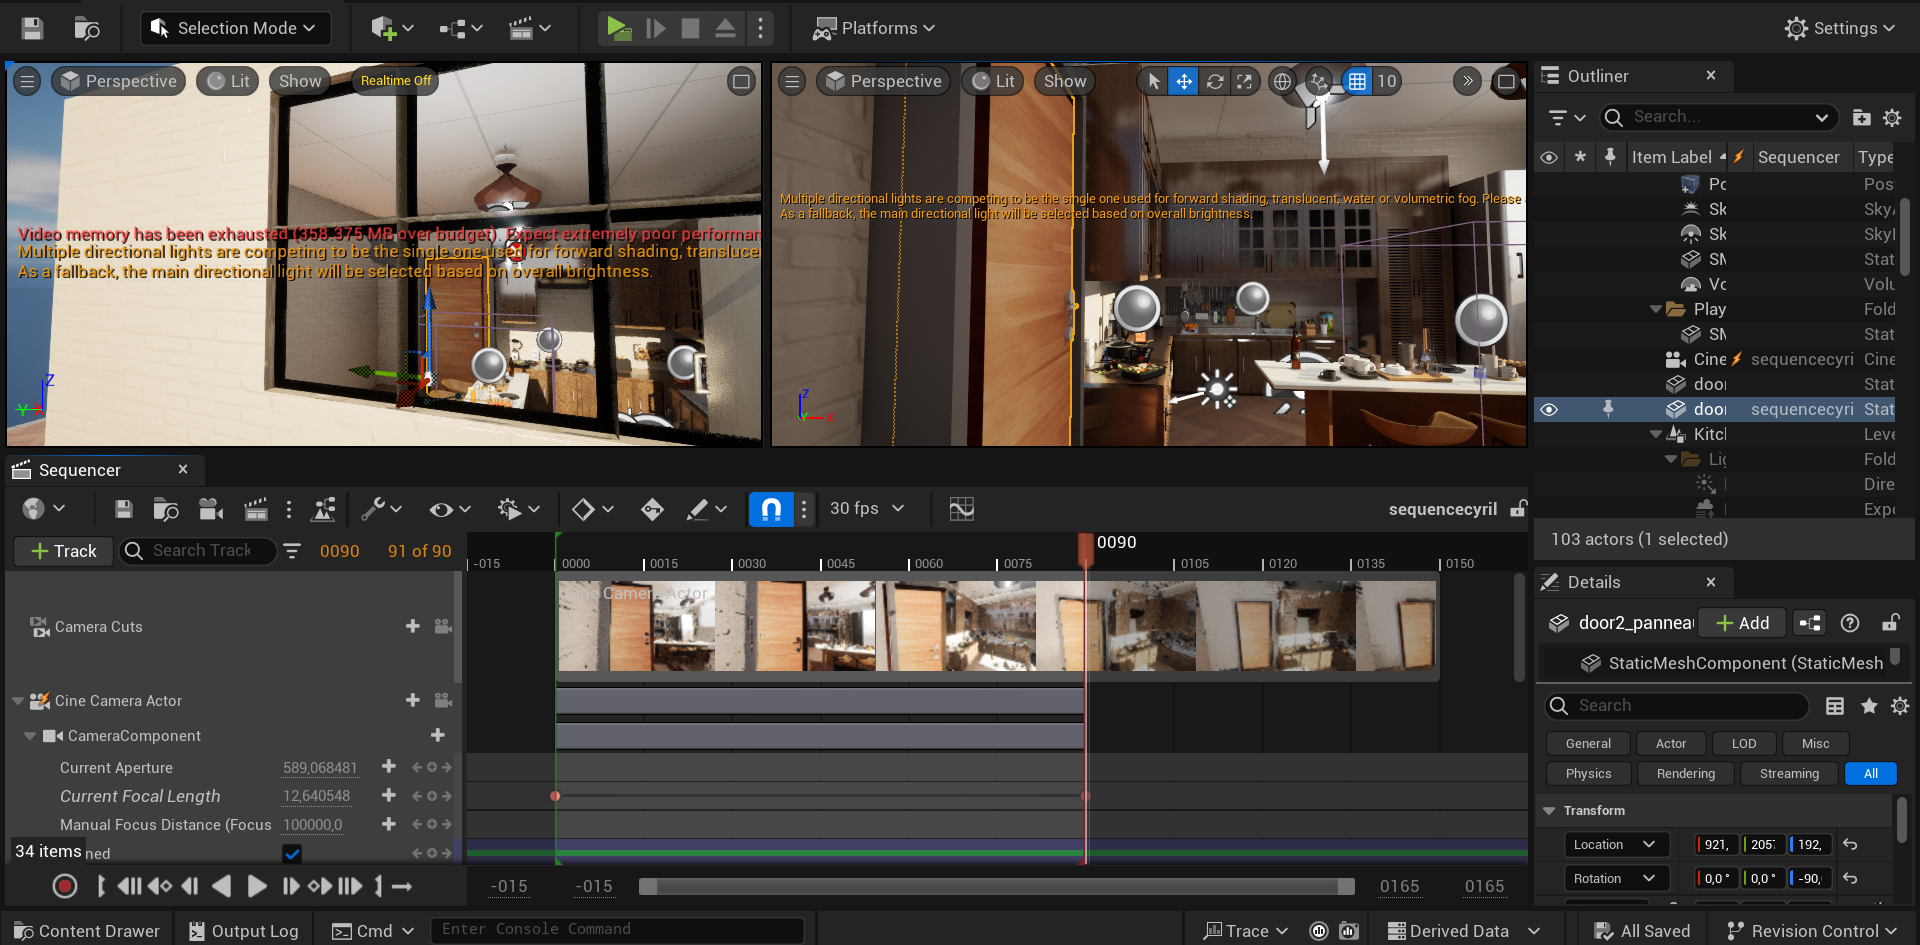 Selection Mode
Platforms
Settings
Perspective
Lit
Show
Realtime Off
Perspective
Lit
Show
10
Video memory has been exhausted (358.375 MB over budget). Expect extremely poor performan
Multiple directional lights are competing to be the single one used for forward shading, transluce
As a fallback, the main directional light will be selected based on overall brightness.
Z
Y
X
Multiple directional lights are competing to be the single one used for forward shading, translucent, water or volumetric fog. Please
As a fallback, the main directional light will be selected based on overall brightness.
Z
Y
X
Outliner
Search...
Item Label
Sequencer
Type
Po
Pos
Sk
Sky
Sk
Skyl
SM
Stat
Vo
Volu
Play
Fold
SM
Stat
Cine
sequencecyri
Cine
door
Stat
door
sequencecyri
Stat
Kitch
Leve
Lig
Fold
Dire
Expo
103 actors (1 selected)
Sequencer
30 fps
sequencecyril
Track
Search Track
0090
91 of 90
-015
0000
0015
0030
0045
0060
0075
0090
0105
0120
0135
0150
Cine Camera Actor
Camera Cuts
Cine Camera Actor
CameraComponent
Current Aperture
589,068481
Current Focal Length
12,640548
Manual Focus Distance (Focus
100000,0
34 items
ned
-015
-015
0165
0165
Details
door2_pannea
Add
StaticMeshComponent (StaticMesh
Search
General
Actor
LOD
Misc
Physics
Rendering
Streaming
All
Transform
Location
921,
2057
192,
Rotation
0,0 °
0,0 °
-90,
Content Drawer
Output Log
Cmd
Enter Console Command
Trace
Derived Data
All Saved
Revision Control